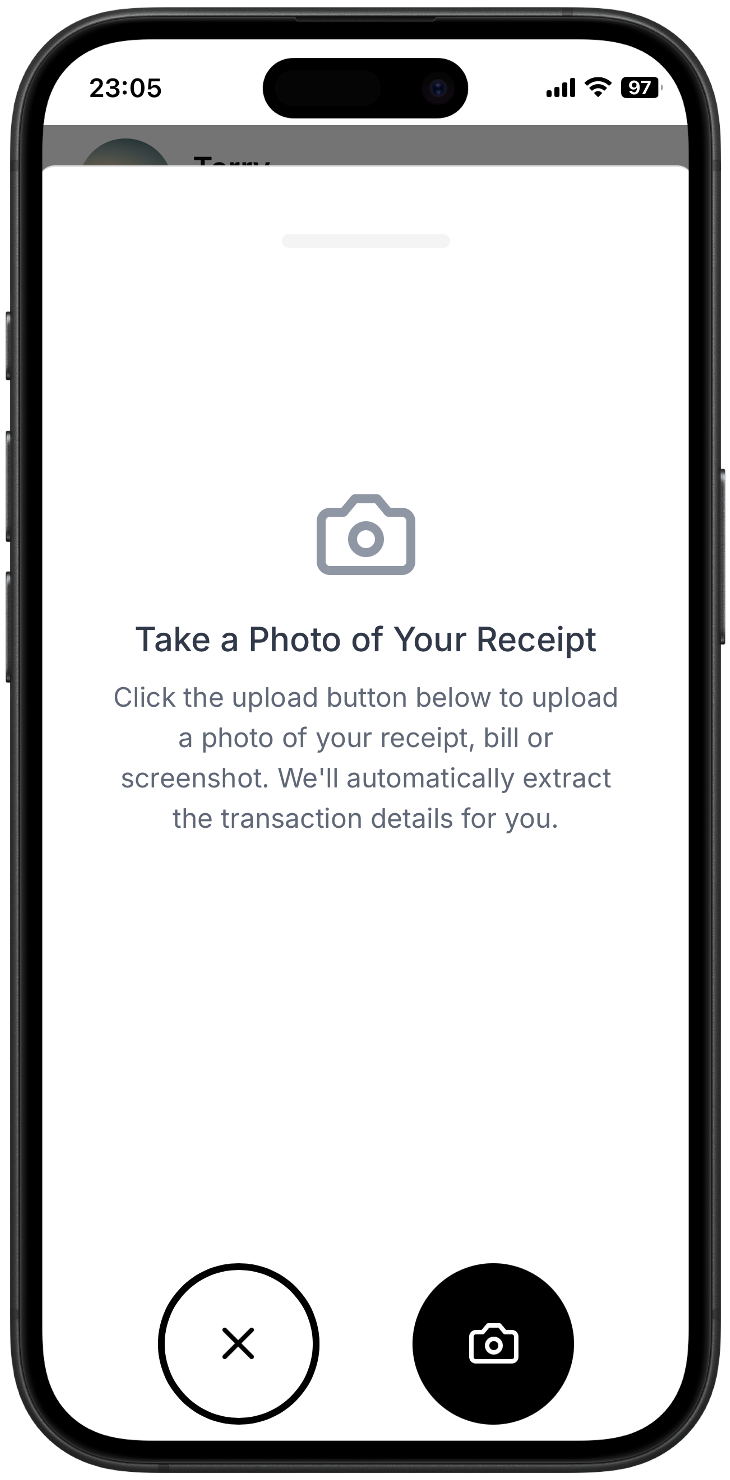 23:05
97
Terry
Take a Photo of Your Receipt
Click the upload button below to upload
a photo of your receipt, bill or
screenshot. We'll automatically extract
the transaction details for you.